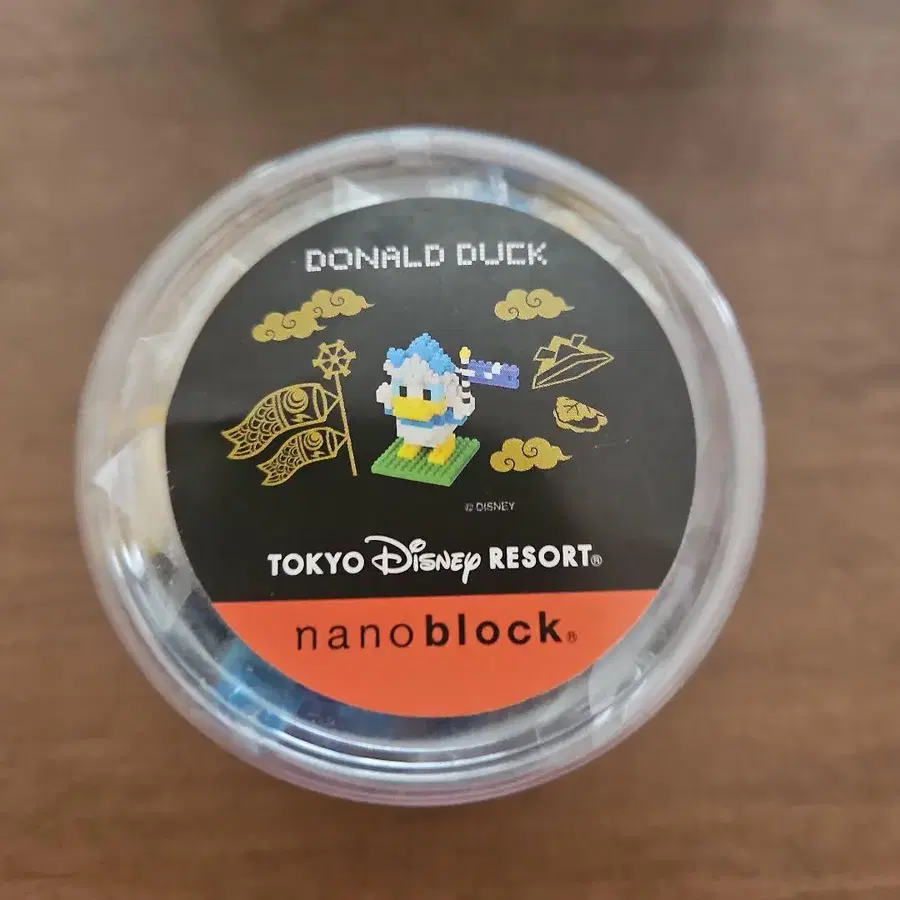 DONALD DUCK
© DISNEY
TOKYO Disney RESORT®
nanoblock®